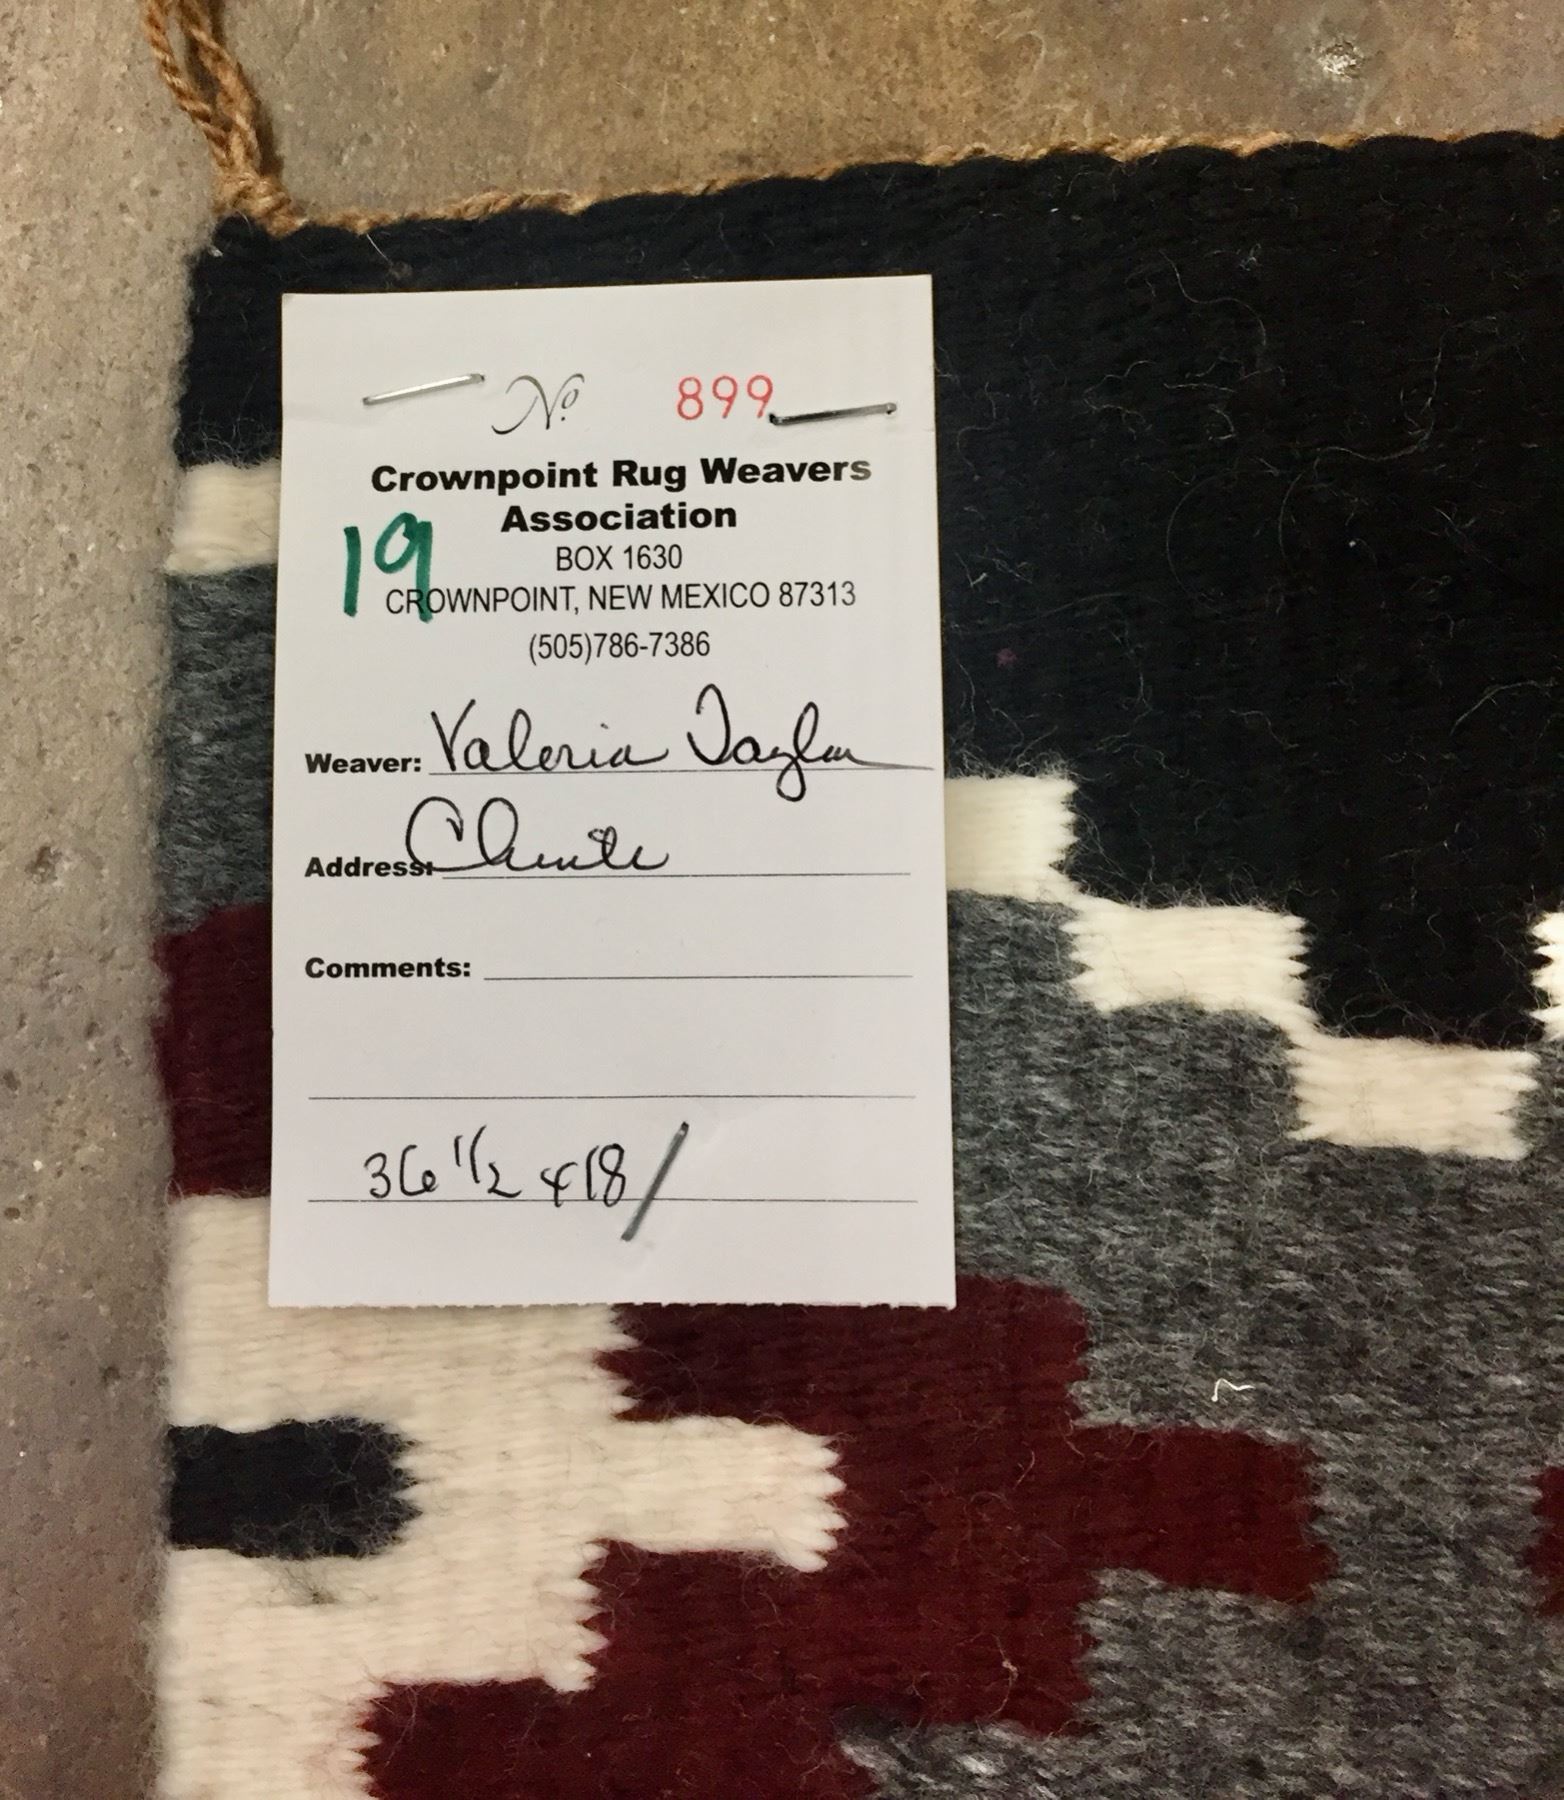 No 899
Crownpoint Rug Weavers
Association
19
BOX 1630
CROWNPOINT, NEW MEXICO 87313
(505)786-7386
Weaver: Valeria Taylor
Address:
Comments:
36 1/2 x 18